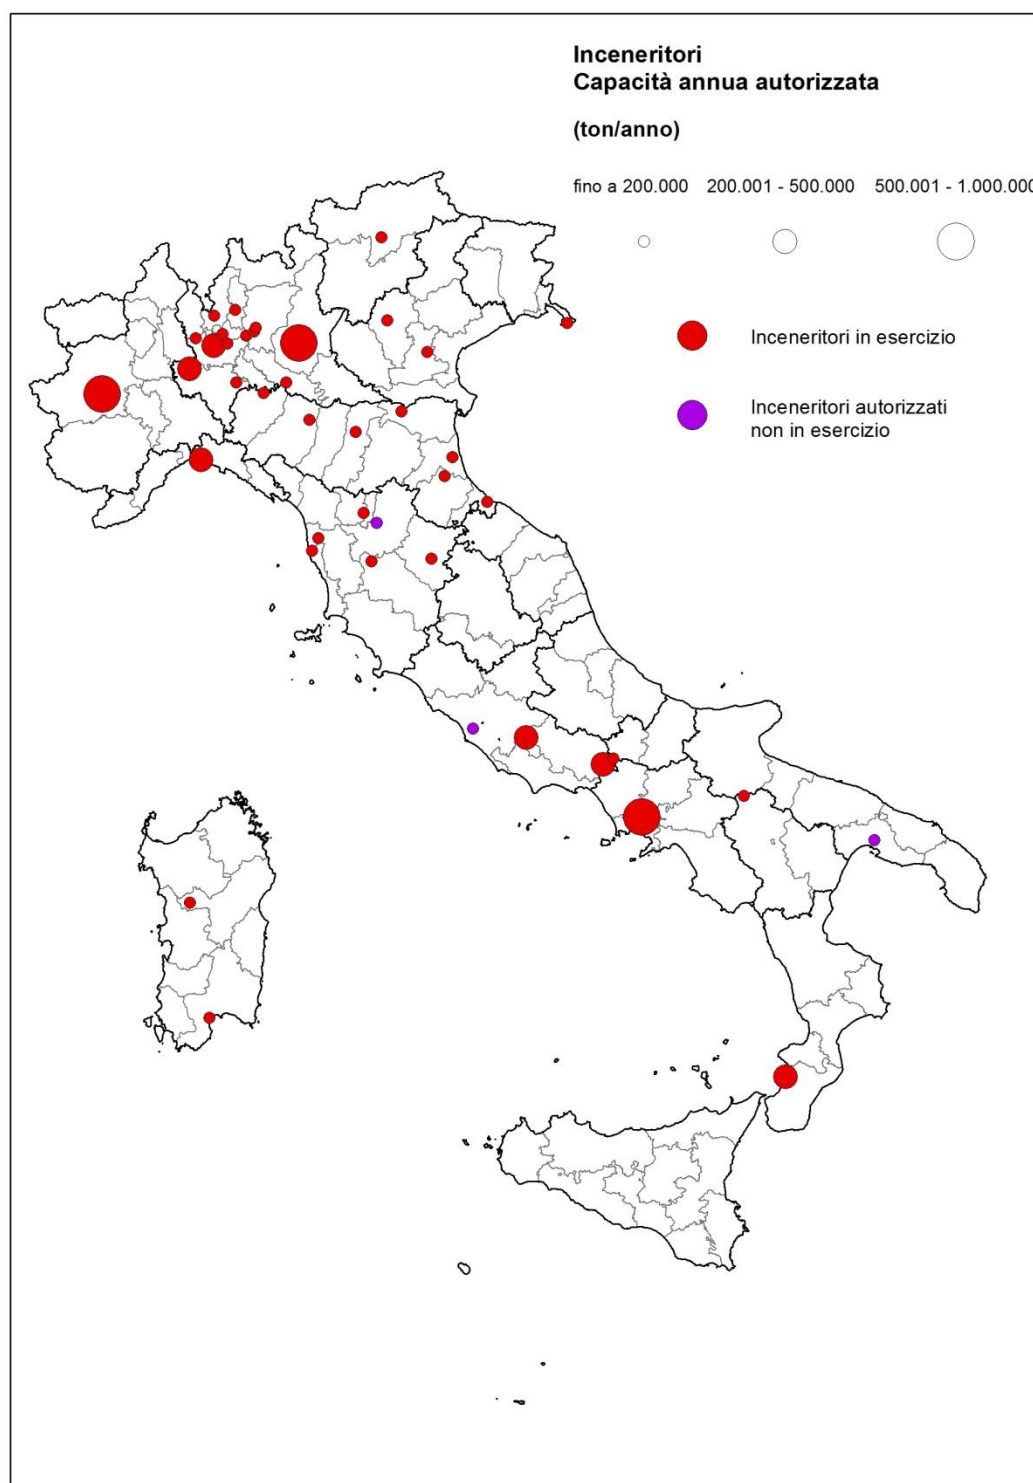 Inceneritori
Capacità annua autorizzata
(ton/anno)
fino a 200.000 200.001 - 500.000 500.001 - 1.000.000
Inceneritori in esercizio
Inceneritori autorizzati
non in esercizio